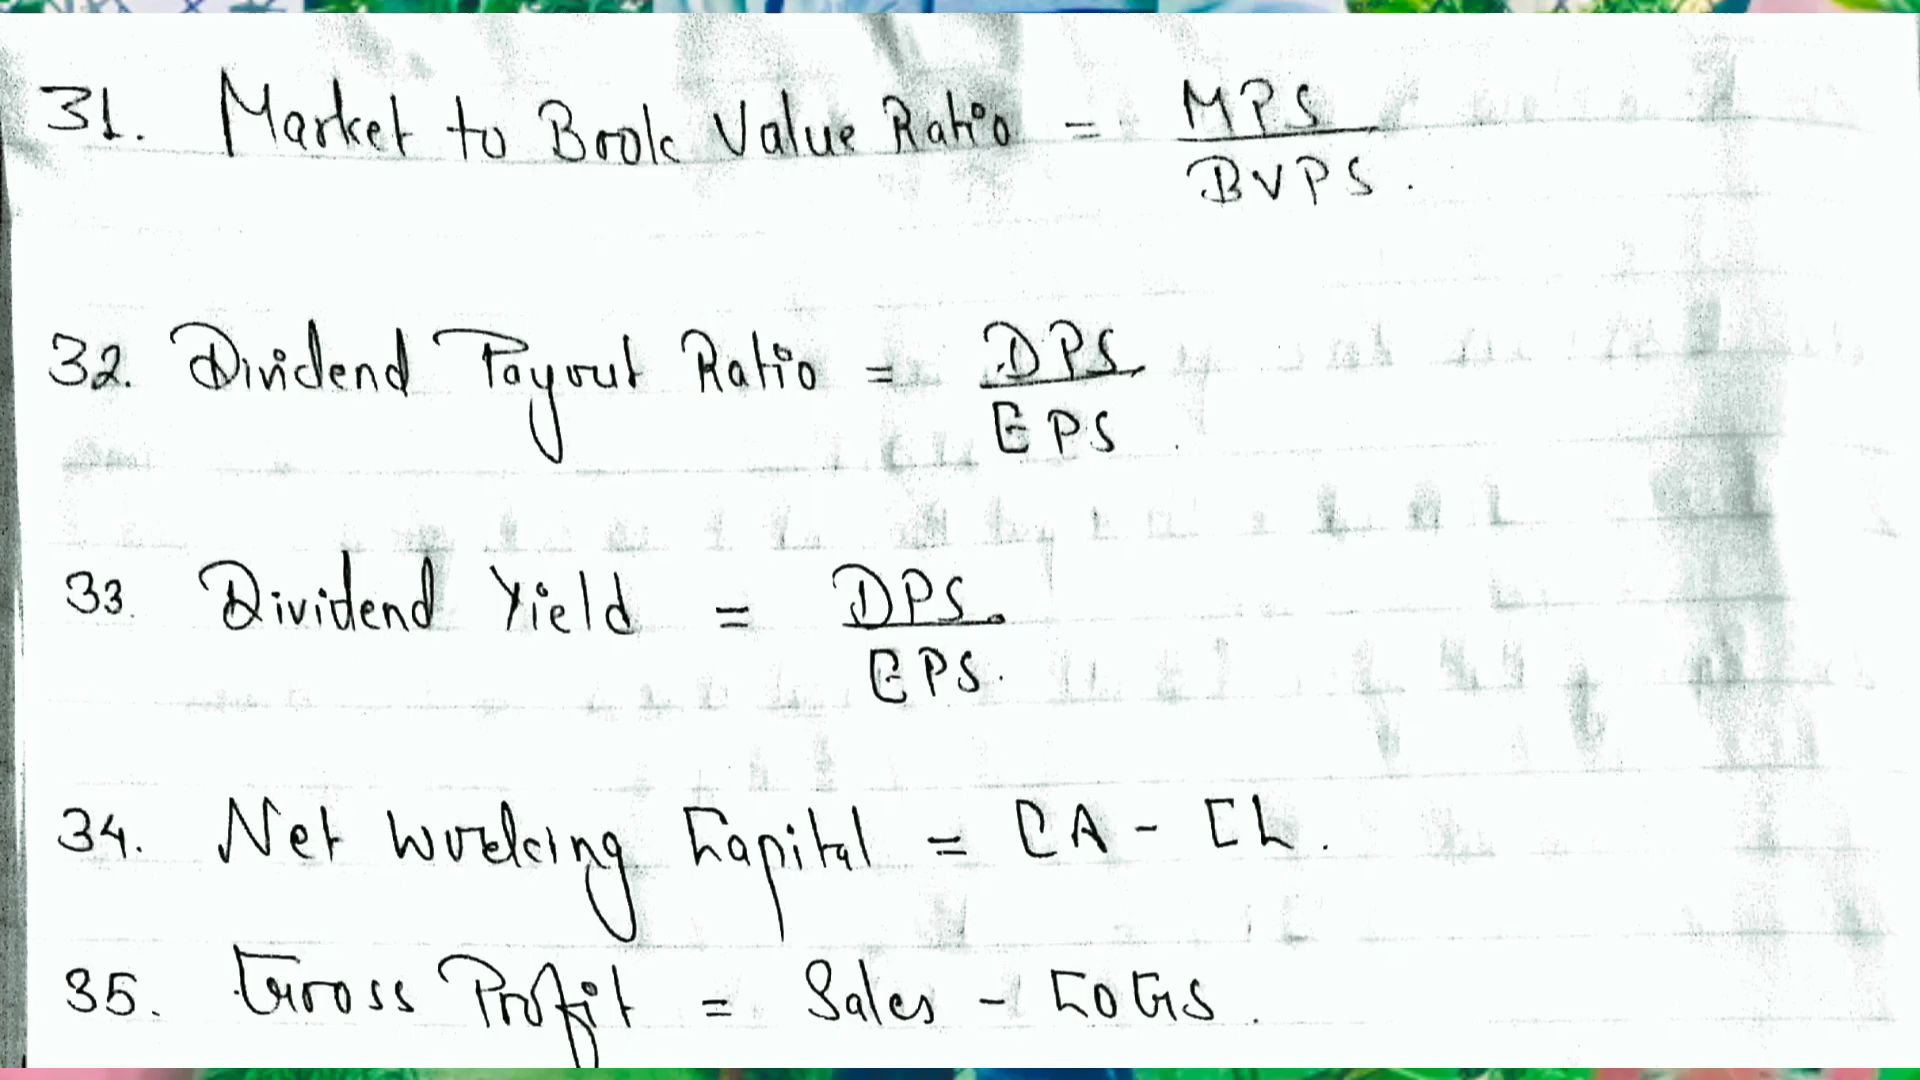 31. Market to Book Value Ratio = MPS / BVPS.
32. Dividend Payout Ratio = DPS / EPS
33. Dividend Yield = DPS. / EPS.
34. Net Working Capital = CA - CL.
35. Gross Profit = Sales - COGS.